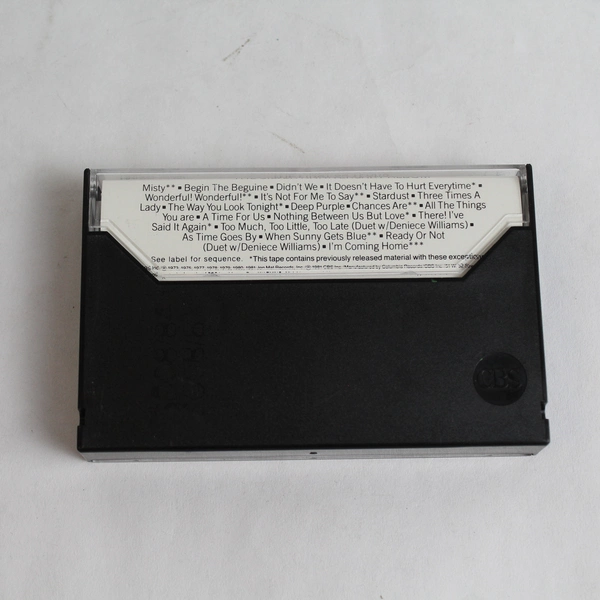 Misty** ▪ Begin The Beguine ▪ Didn't We ▪ It Doesn't Have To Hurt Everytime* ▪
Wonderful! Wonderful!** ▪ It's Not For Me To Say** ▪ Stardust ▪ Three Times A
Lady ▪ The Way You Look Tonight* ▪ Deep Purple ▪ Chances Are** ▪ All The Things
You are ▪ A Time For Us ▪ Nothing Between Us But Love* ▪ There! I've
Said It Again* ▪ Too Much, Too Little, Too Late (Duet w/Deniece Williams) ▪
As Time Goes By ▪ When Sunny Gets Blue** ▪ Ready Or Not
(Duet w/Deniece Williams) ▪ I'm Coming Home***
See label for sequence. *This tape contains previously released material with these
CBS